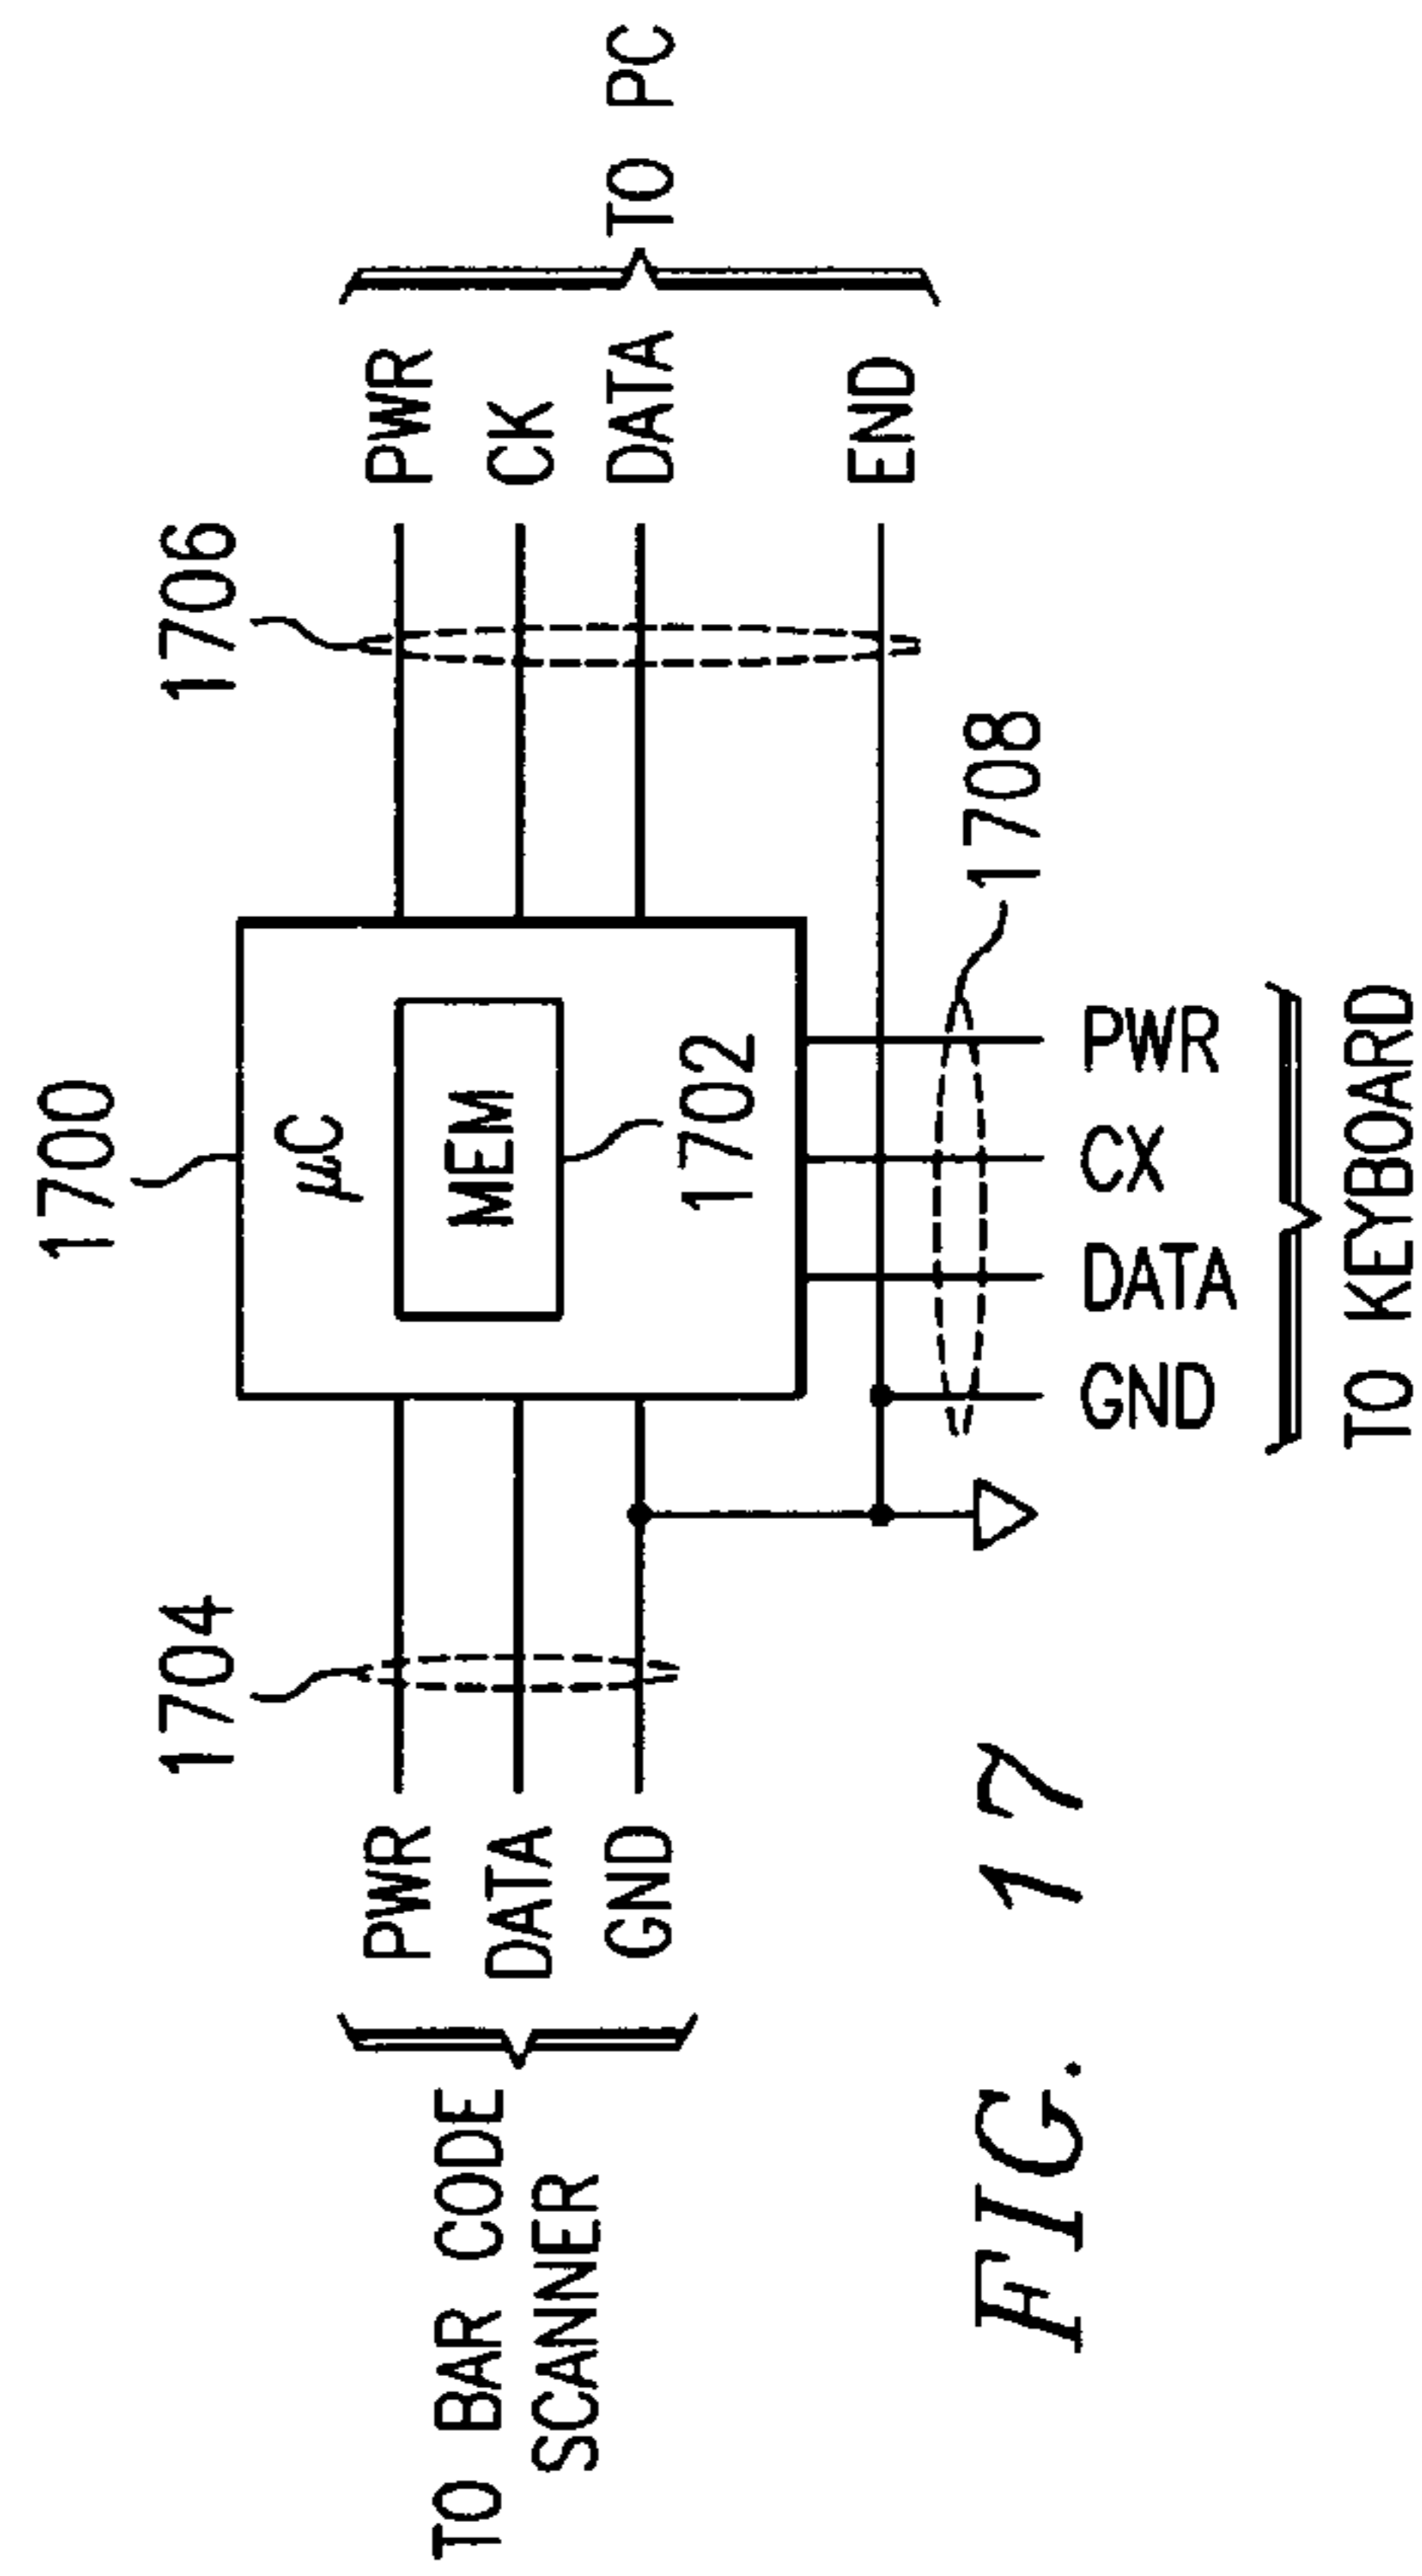 1700
1704
1706
µC
MEM
1702
PWR
DATA
GND
TO BAR CODE
SCANNER
PWR
CK
DATA
END
TO PC
1708
GND
DATA
CX
PWR
TO KEYBOARD
FIG. 17